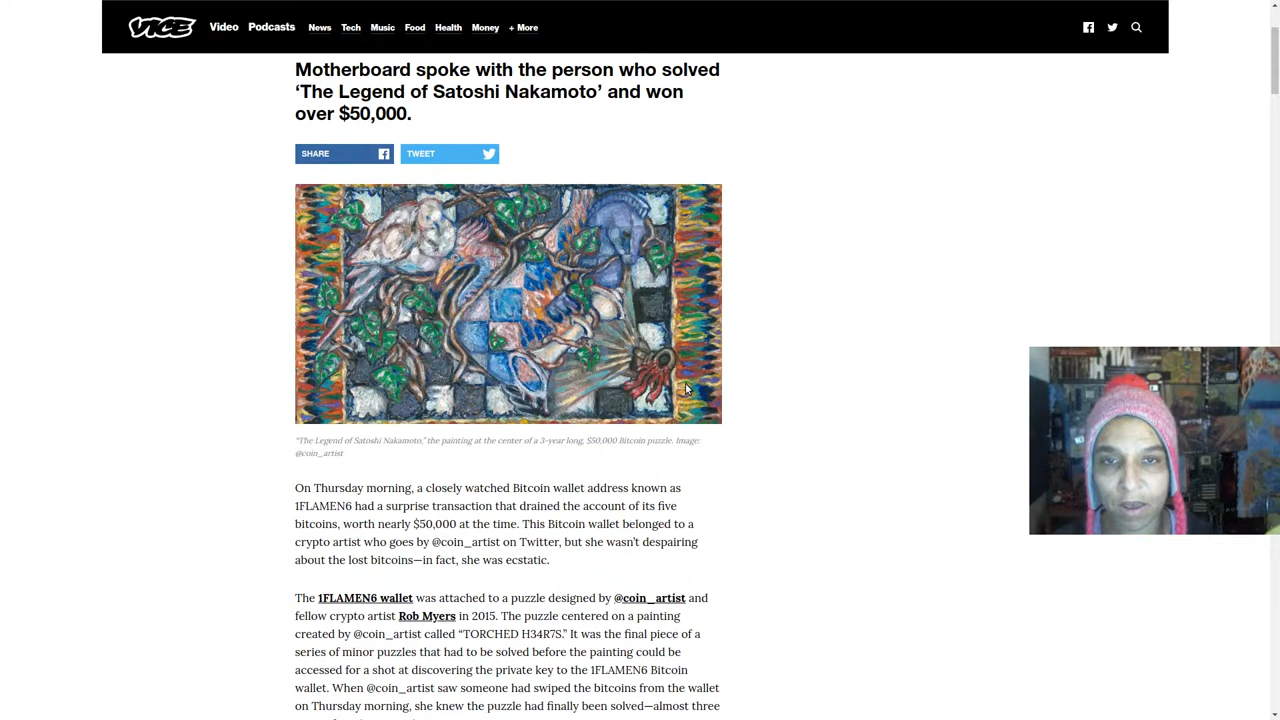 VICE Video Podcasts News Tech Music Food Health Money + More
Motherboard spoke with the person who solved
‘The Legend of Satoshi Nakamoto’ and won
over $50,000.
SHARE TWEET
“The Legend of Satoshi Nakamoto,” the painting at the center of a 3-year long, $50,000 Bitcoin puzzle. Image:
@coin_artist
On Thursday morning, a closely watched Bitcoin wallet address known as
1FLAMEN6 had a surprise transaction that drained the account of its five
bitcoins, worth nearly $50,000 at the time. This Bitcoin wallet belonged to a
crypto artist who goes by @coin_artist on Twitter, but she wasn’t despairing
about the lost bitcoins—in fact, she was ecstatic.
The 1FLAMEN6 wallet was attached to a puzzle designed by @coin_artist and
fellow crypto artist Rob Myers in 2015. The puzzle centered on a painting
created by @coin_artist called “TORCHED H34R7S.” It was the final piece of a
series of minor puzzles that had to be solved before the painting could be
accessed for a shot at discovering the private key to the 1FLAMEN6 Bitcoin
wallet. When @coin_artist saw someone had swiped the bitcoins from the wallet
on Thursday morning, she knew the puzzle had finally been solved—almost three